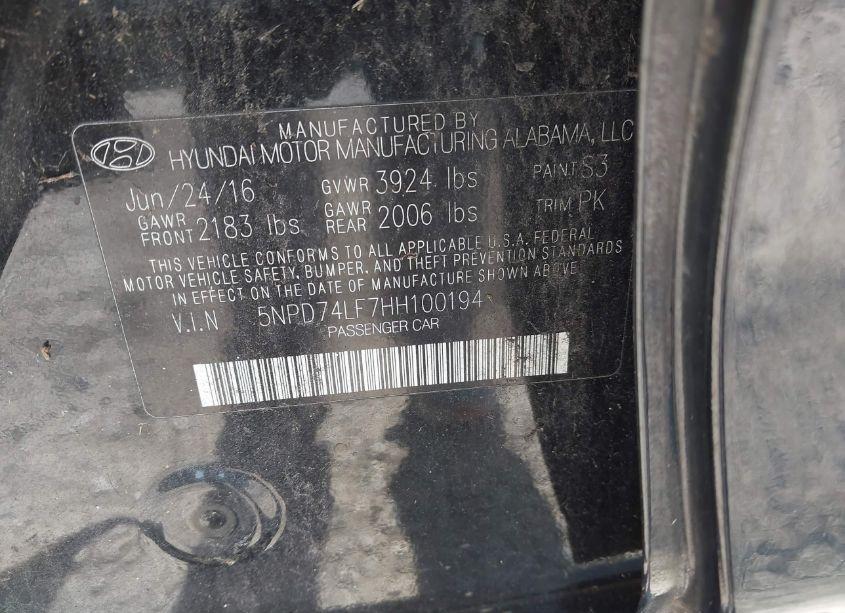 MANUFACTURED BY
HYUNDAI MOTOR MANUFACTURING ALABAMA, LLC
Jun/24/16 GVWR 3924 lbs PAINT S3
GAWR FRONT 2183 lbs GAWR REAR 2006 lbs TRIM PK
THIS VEHICLE CONFORMS TO ALL APPLICABLE U.S.A. FEDERAL
MOTOR VEHICLE SAFETY, BUMPER, AND THEFT PREVENTION STANDARDS
IN EFFECT ON THE DATE OF MANUFACTURE SHOWN ABOVE.
V.I.N 5NPD74LF7HH100194
PASSENGER CAR